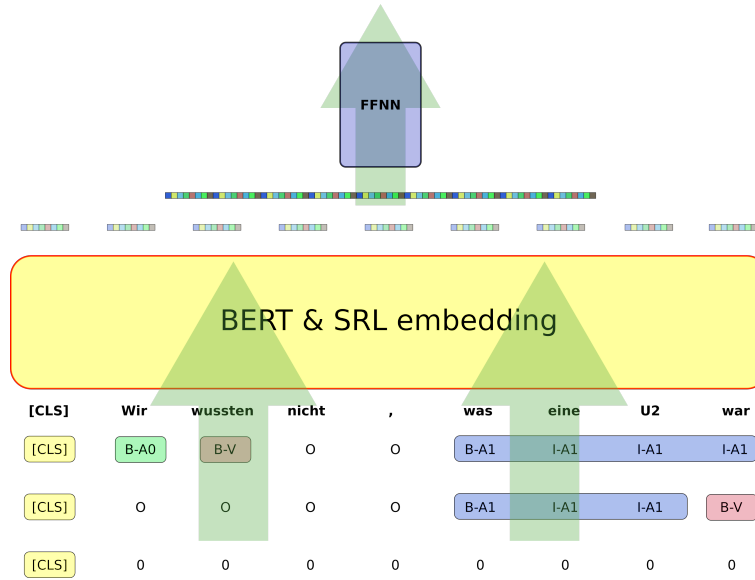 FFNN
BERT & SRL embedding
[CLS] Wir wussten nicht , was eine U2 war
[CLS] B-A0 B-V O O B-A1 I-A1 I-A1 I-A1
[CLS] O O O O B-A1 I-A1 I-A1 B-V
[CLS] 0 0 0 0 0 0 0 0